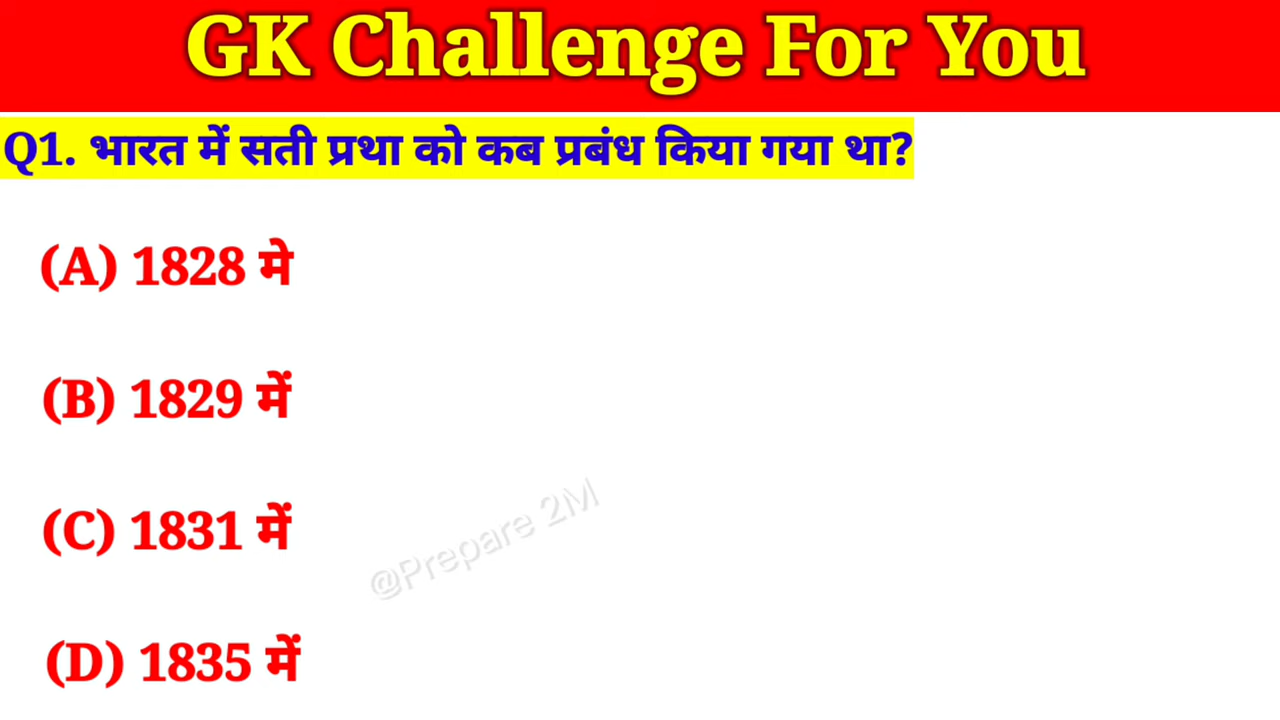 GK Challenge For You
Q1. भारत में सती प्रथा को कब प्रबंध किया गया था?
(A) 1828 मे
(B) 1829 में
(C) 1831 में
@Prepare 2M
(D) 1835 में